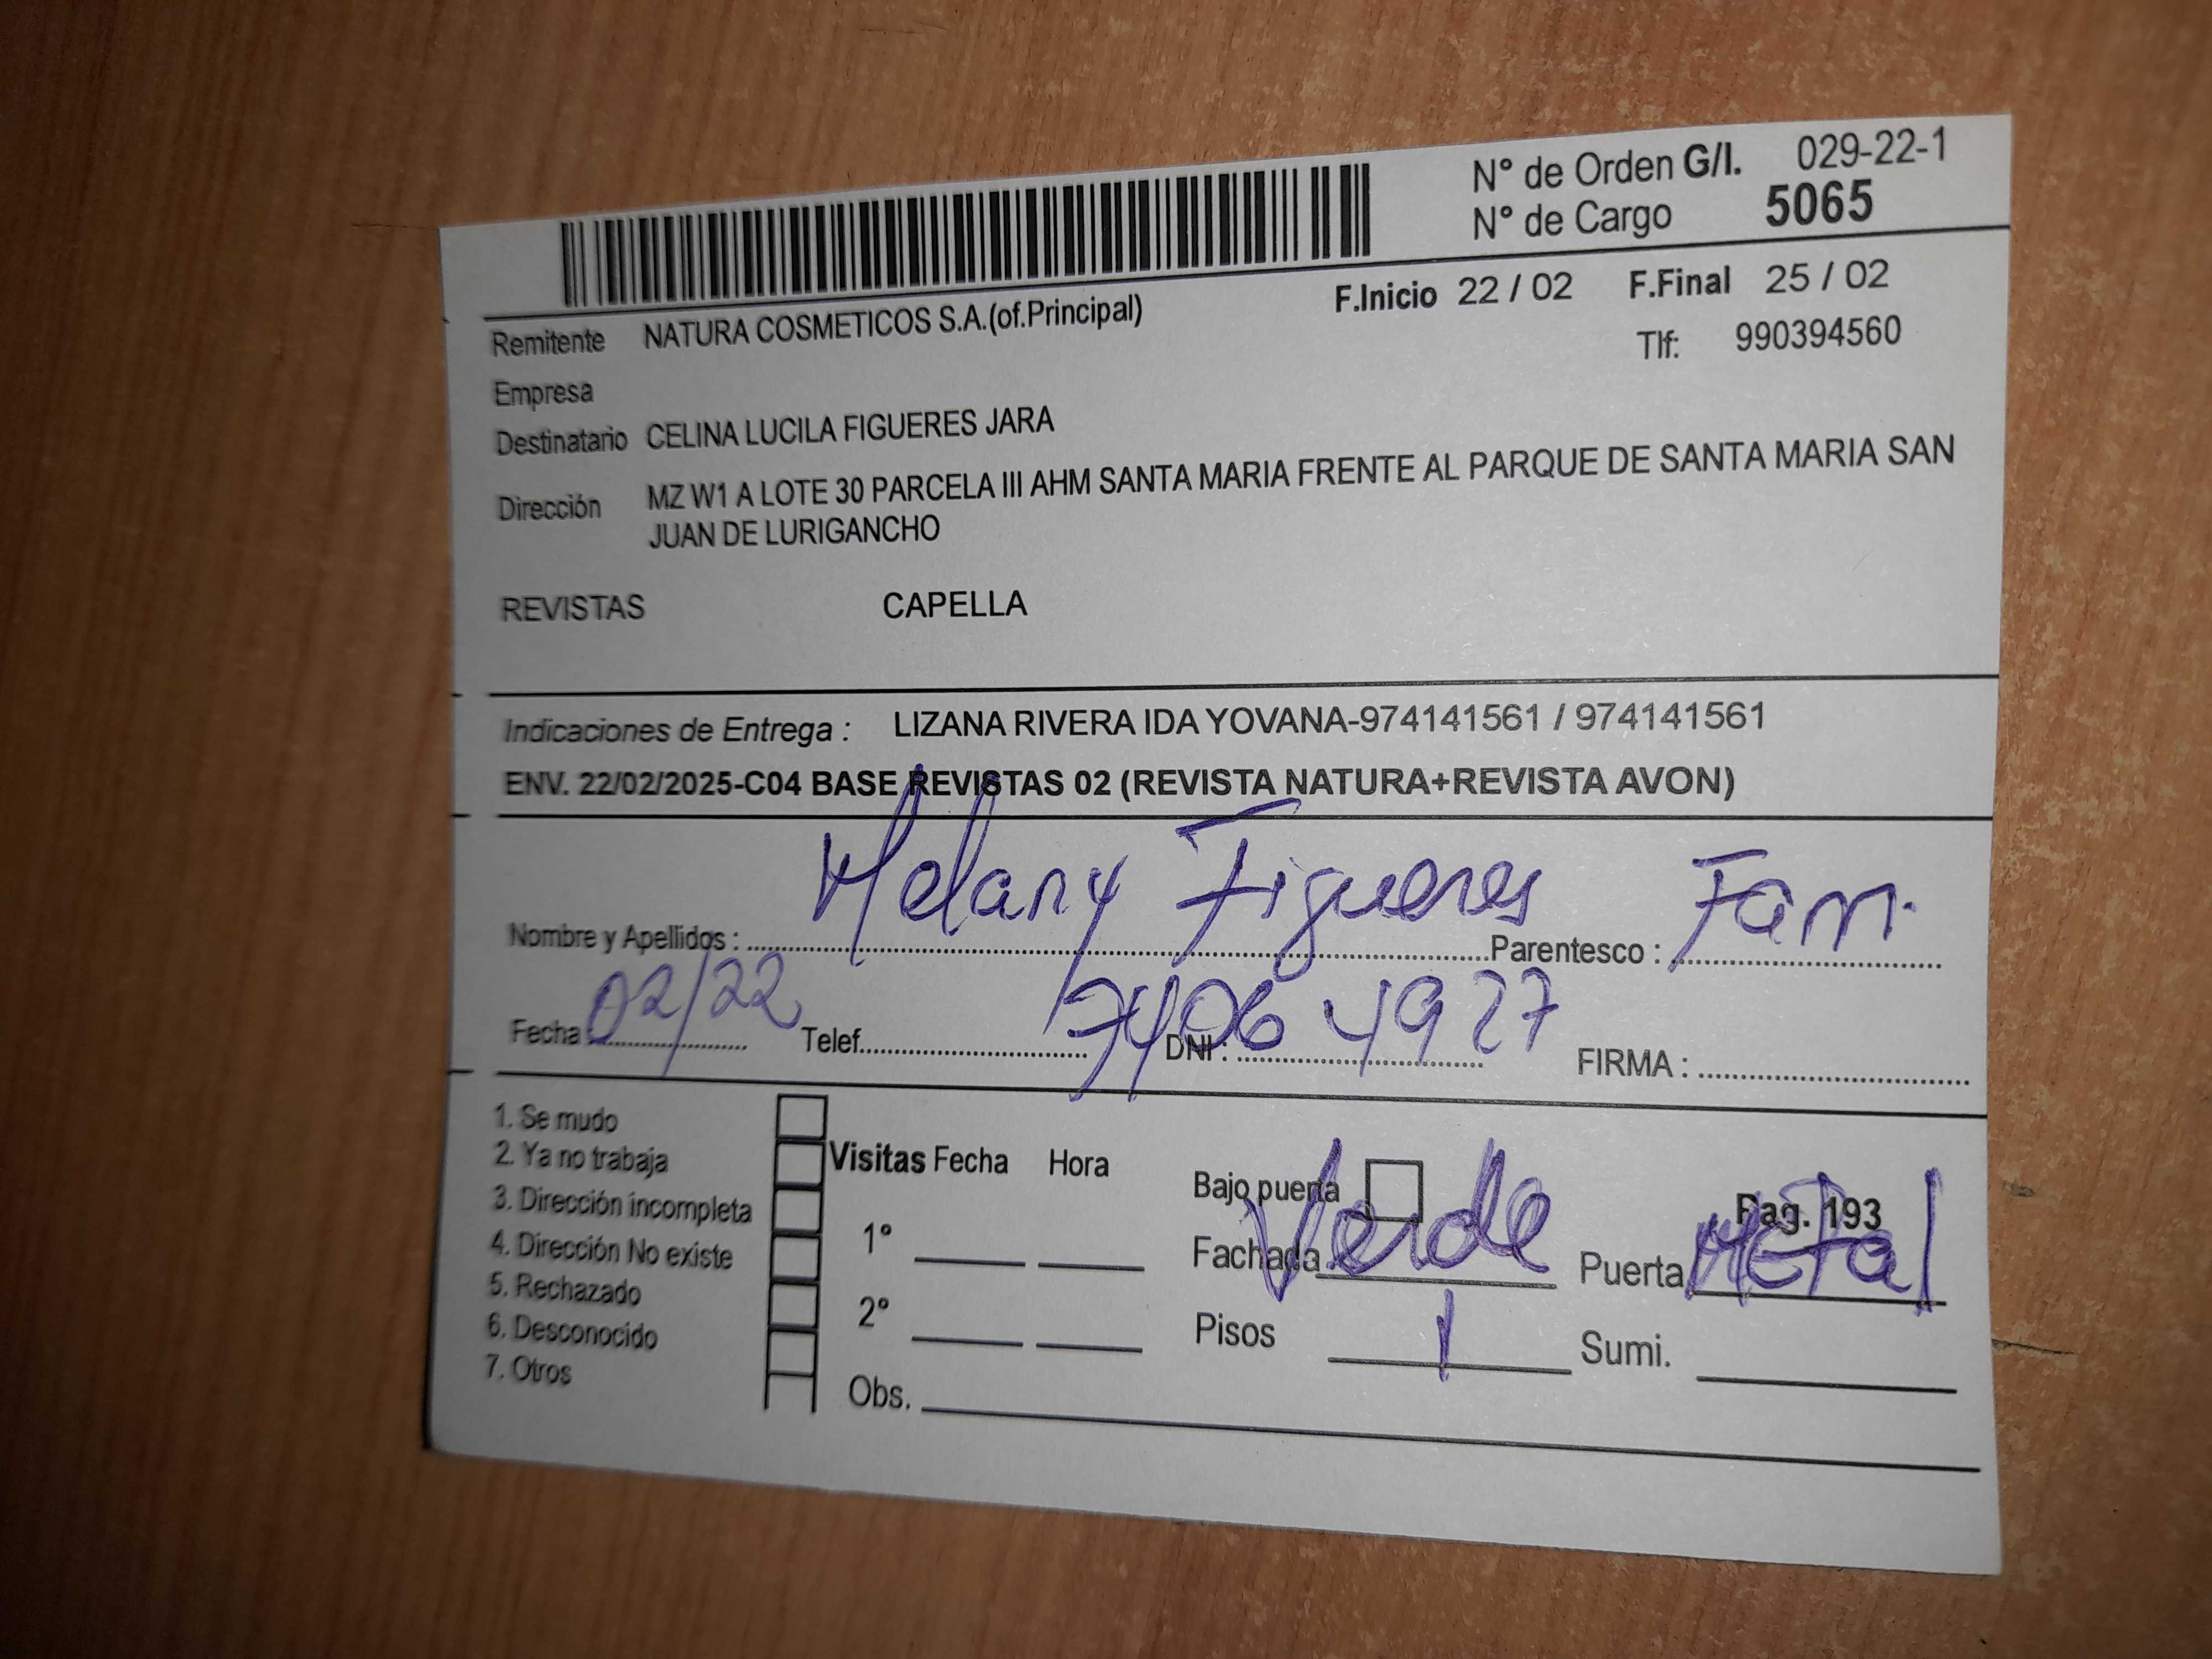 N° de Orden G/I. 029-22-1
N° de Cargo 5065
F.Inicio 22 / 02 F.Final 25 / 02
Remitente NATURA COSMETICOS S.A.(of.Principal)
Tlf: 990394560
Empresa
Destinatario CELINA LUCILA FIGUERES JARA
Dirección MZ W1 A LOTE 30 PARCELA III AHM SANTA MARIA FRENTE AL PARQUE DE SANTA MARIA SAN
JUAN DE LURIGANCHO
REVISTAS CAPELLA
Indicaciones de Entrega : LIZANA RIVERA IDA YOVANA-974141561 / 974141561
ENV. 22/02/2025-C04 BASE REVISTAS 02 (REVISTA NATURA+REVISTA AVON)
Nombre y Apellidos : Melany Figueres Parentesco : Fam.
Fecha 02/22 Telef. DNI : 74064927 FIRMA :
1. Se mudo
2. Ya no trabaja
3. Dirección incompleta
4. Dirección No existe
5. Rechazado
6. Desconocido
7. Otros
Visitas Fecha Hora
1°
2°
Obs.
Bajo puerta
Pag. 193
Fachada Verde Puerta Metal
Pisos 1 Sumi.